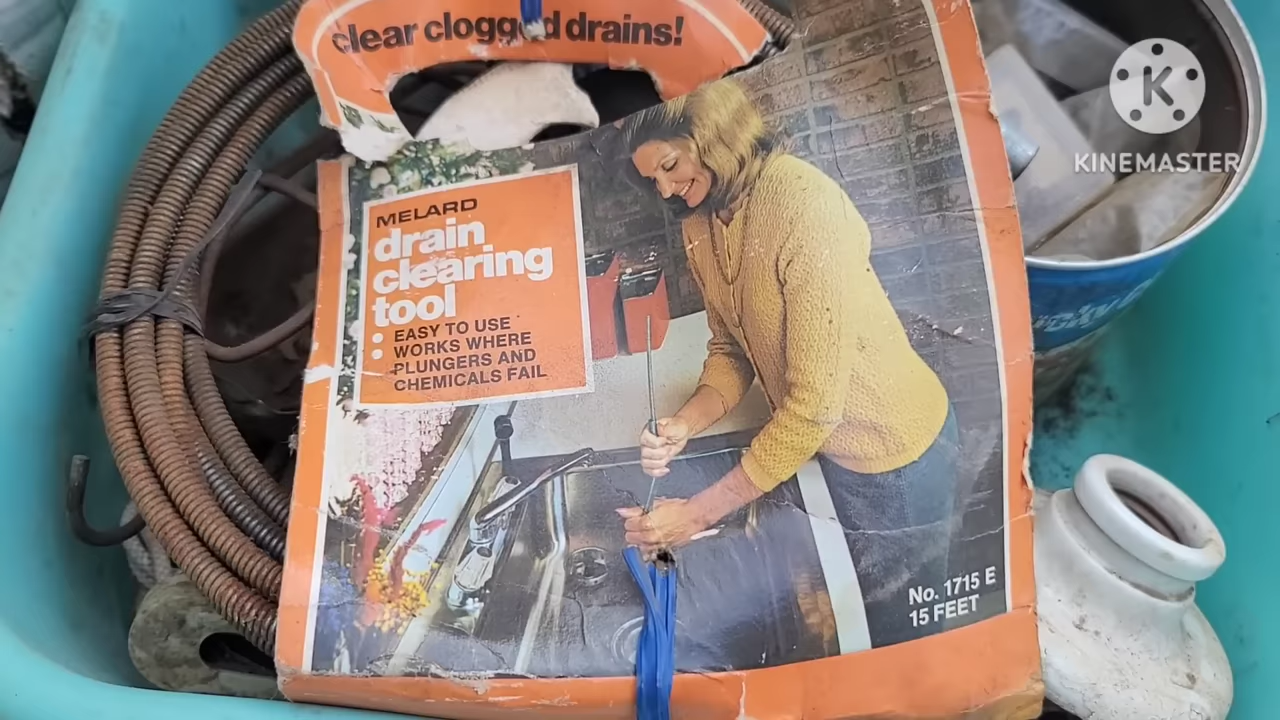 clear clogged drains!
K
KINEMASTER
MELARD
drain
clearing
tool
EASY TO USE
WORKS WHERE
PLUNGERS AND
CHEMICALS FAIL
No. 1715 E
15 FEET